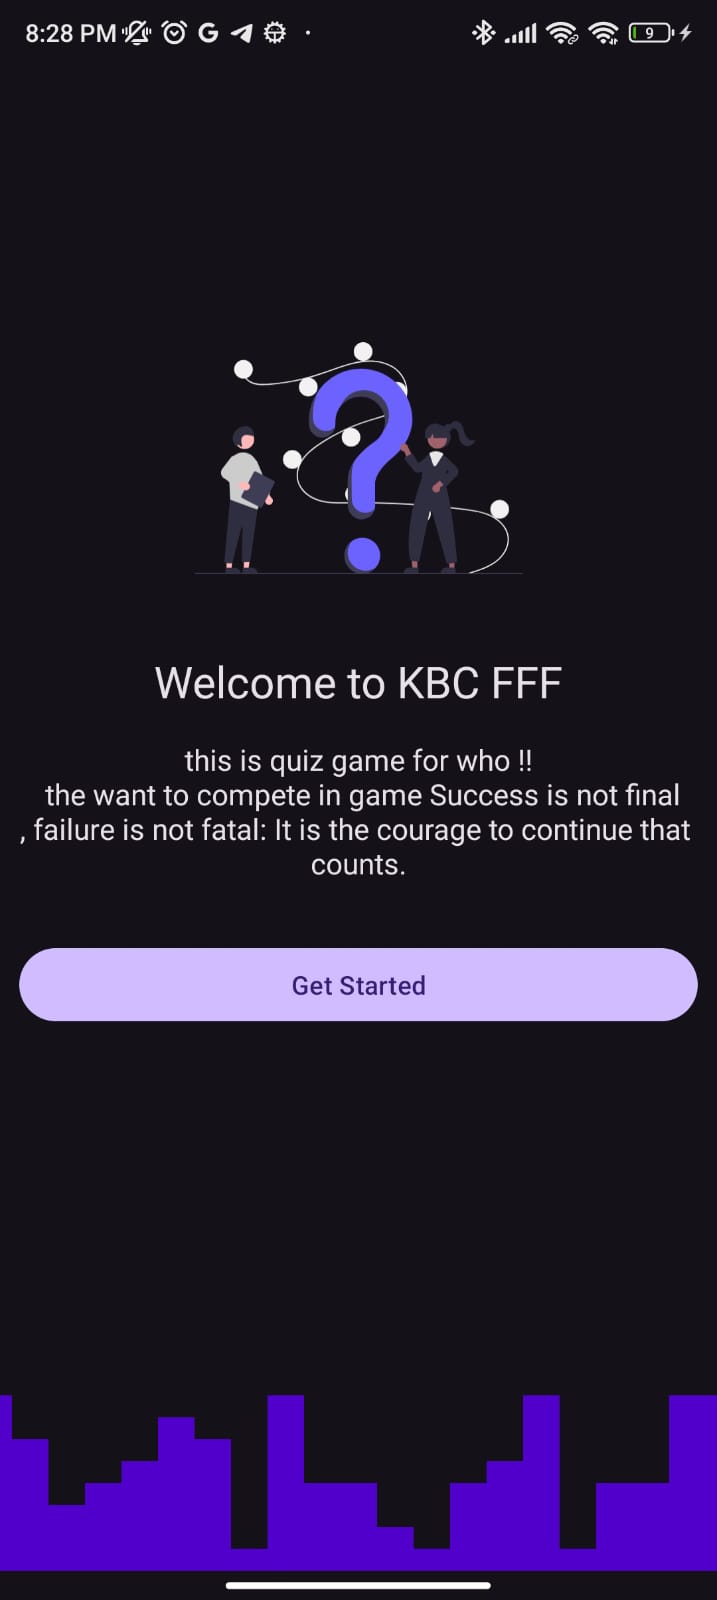 8:28 PM
9
Welcome to KBC FFF
this is quiz game for who !!
the want to compete in game Success is not final
, failure is not fatal: It is the courage to continue that
counts.
Get Started